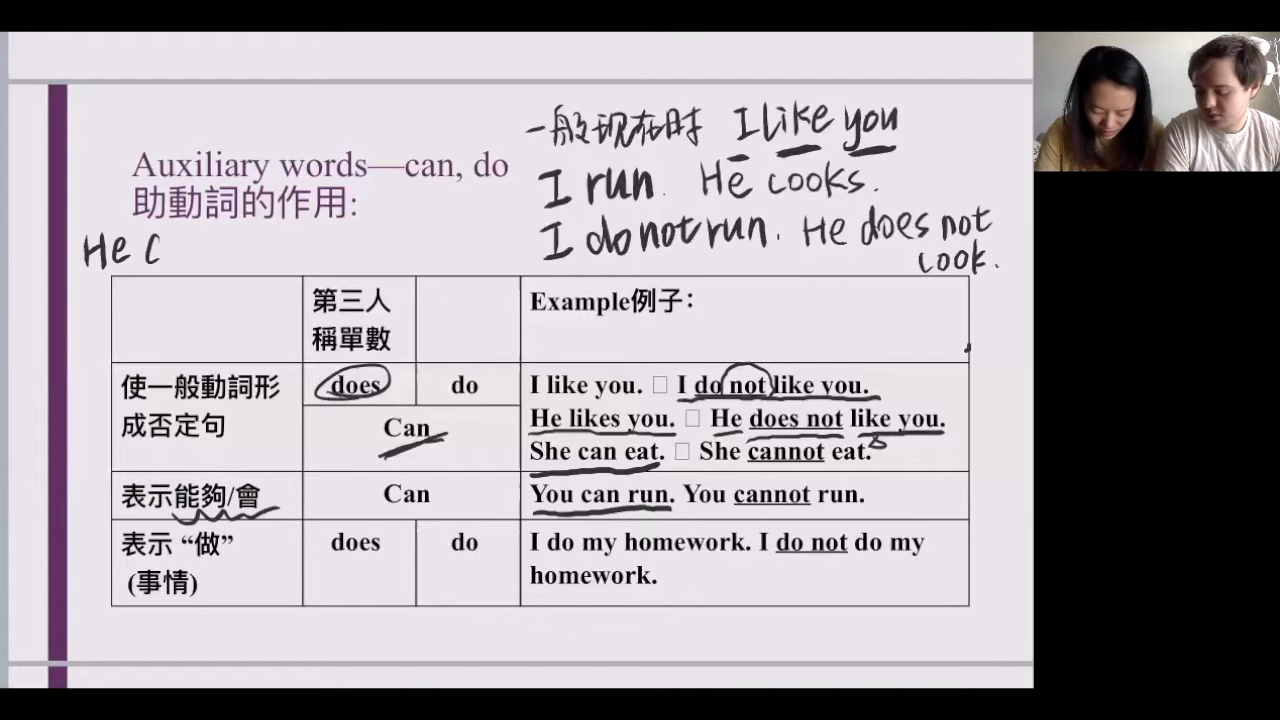 一般现在时 I like you
Auxiliary words—can, do
I run. He cooks.
助動詞的作用:
I do not run. He does not
cook.
He C
第三人
稱單數
Example例子:
使一般動詞形
成否定句
does
do
Can
I like you. □ I do not like you.
He likes you. □ He does not like you.
She can eat. □ She cannot eat.
表示能夠/會
Can
You can run. You cannot run.
表示 “做”
(事情)
does
do
I do my homework. I do not do my
homework.